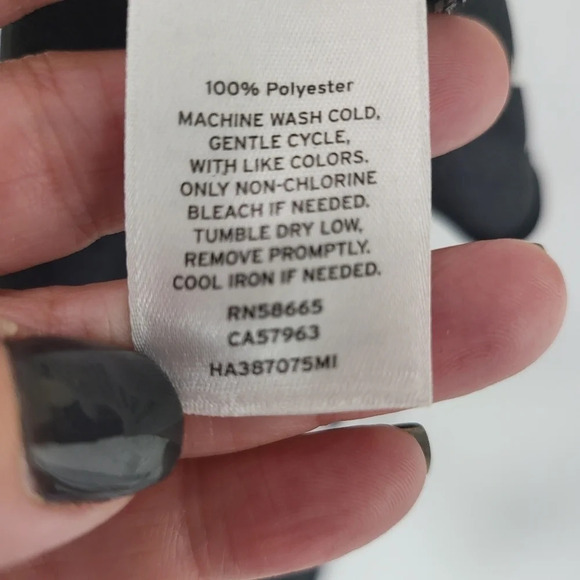 100% Polyester
MACHINE WASH COLD,
GENTLE CYCLE,
WITH LIKE COLORS.
ONLY NON-CHLORINE
BLEACH IF NEEDED.
TUMBLE DRY LOW,
REMOVE PROMPTLY.
COOL IRON IF NEEDED.
RN58665
CA57963
HA387075MI